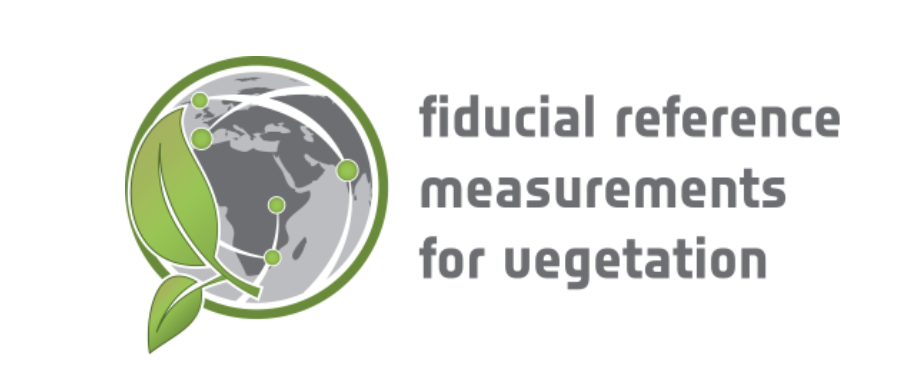 fiducial reference
measurements
for vegetation